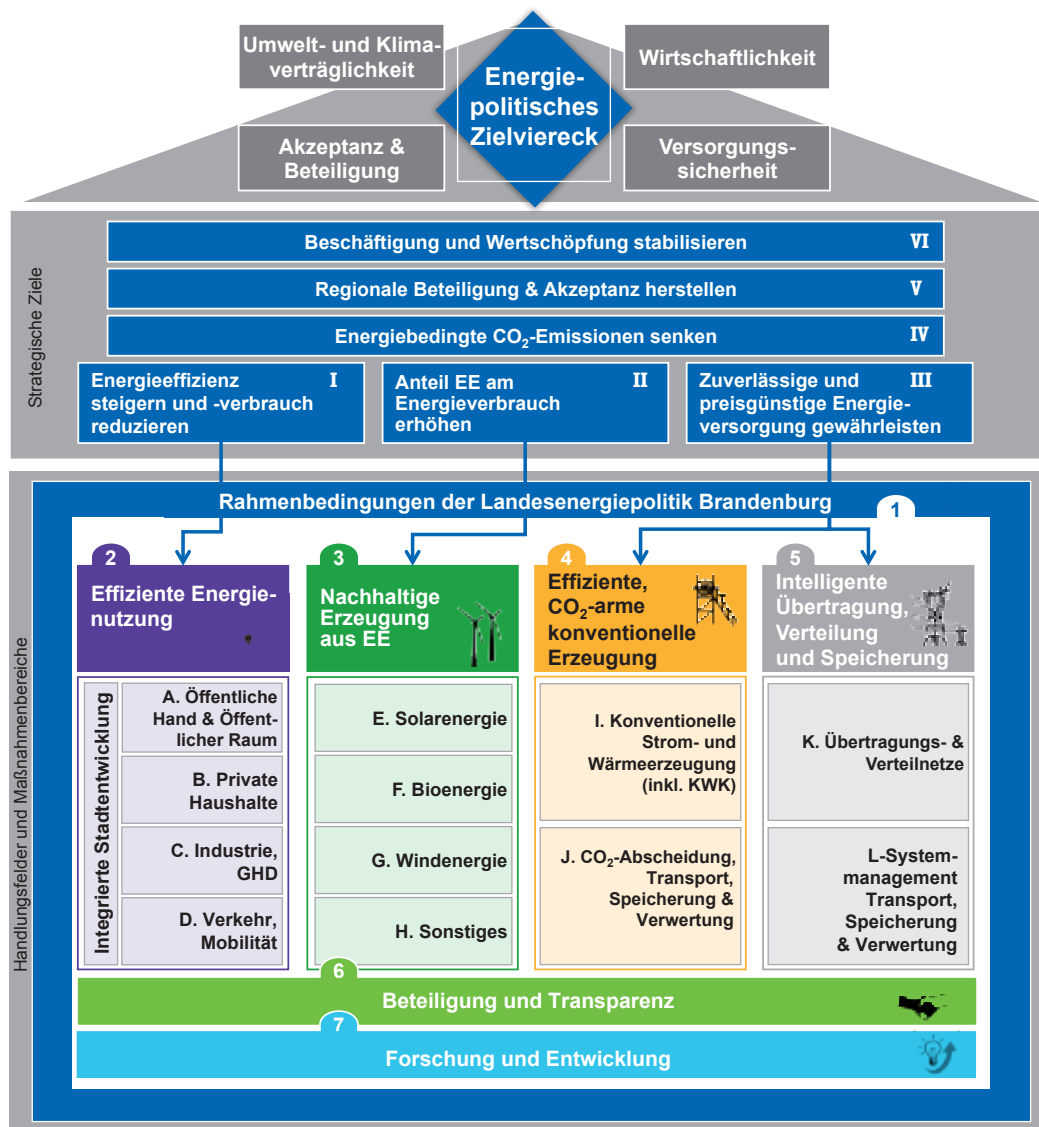 Umwelt- und Klima-
verträglichkeit
Energie-
politisches
Zielviereck
Wirtschaftlichkeit
Akzeptanz &
Beteiligung
Versorgungs-
sicherheit
Strategische Ziele
Beschäftigung und Wertschöpfung stabilisieren VI
Regionale Beteiligung & Akzeptanz herstellen V
Energiebedingte CO₂-Emissionen senken IV
Energieeffizienz I
steigern und -verbrauch
reduzieren
Anteil EE am II
Energieverbrauch
erhöhen
Zuverlässige und III
preisgünstige Energie-
versorgung gewährleisten
Handlungsfelder und Maßnahmenbereiche
Rahmenbedingungen der Landesenergiepolitik Brandenburg
1
2
Effiziente Energie-
nutzung
Integrierte Stadtentwicklung
A. Öffentliche
Hand & Öffent-
licher Raum
B. Private
Haushalte
C. Industrie,
GHD
D. Verkehr,
Mobilität
3
Nachhaltige
Erzeugung
aus EE
E. Solarenergie
F. Bioenergie
G. Windenergie
H. Sonstiges
4
Effiziente,
CO₂-arme
konventionelle
Erzeugung
I. Konventionelle
Strom- und
Wärmeerzeugung
(inkl. KWK)
J. CO₂-Abscheidung,
Transport,
Speicherung &
Verwertung
5
Intelligente
Übertragung,
Verteilung
und Speicherung
K. Übertragungs- &
Verteilnetze
L-System-
management
Transport,
Speicherung
& Verwertung
6
Beteiligung und Transparenz
7
Forschung und Entwicklung